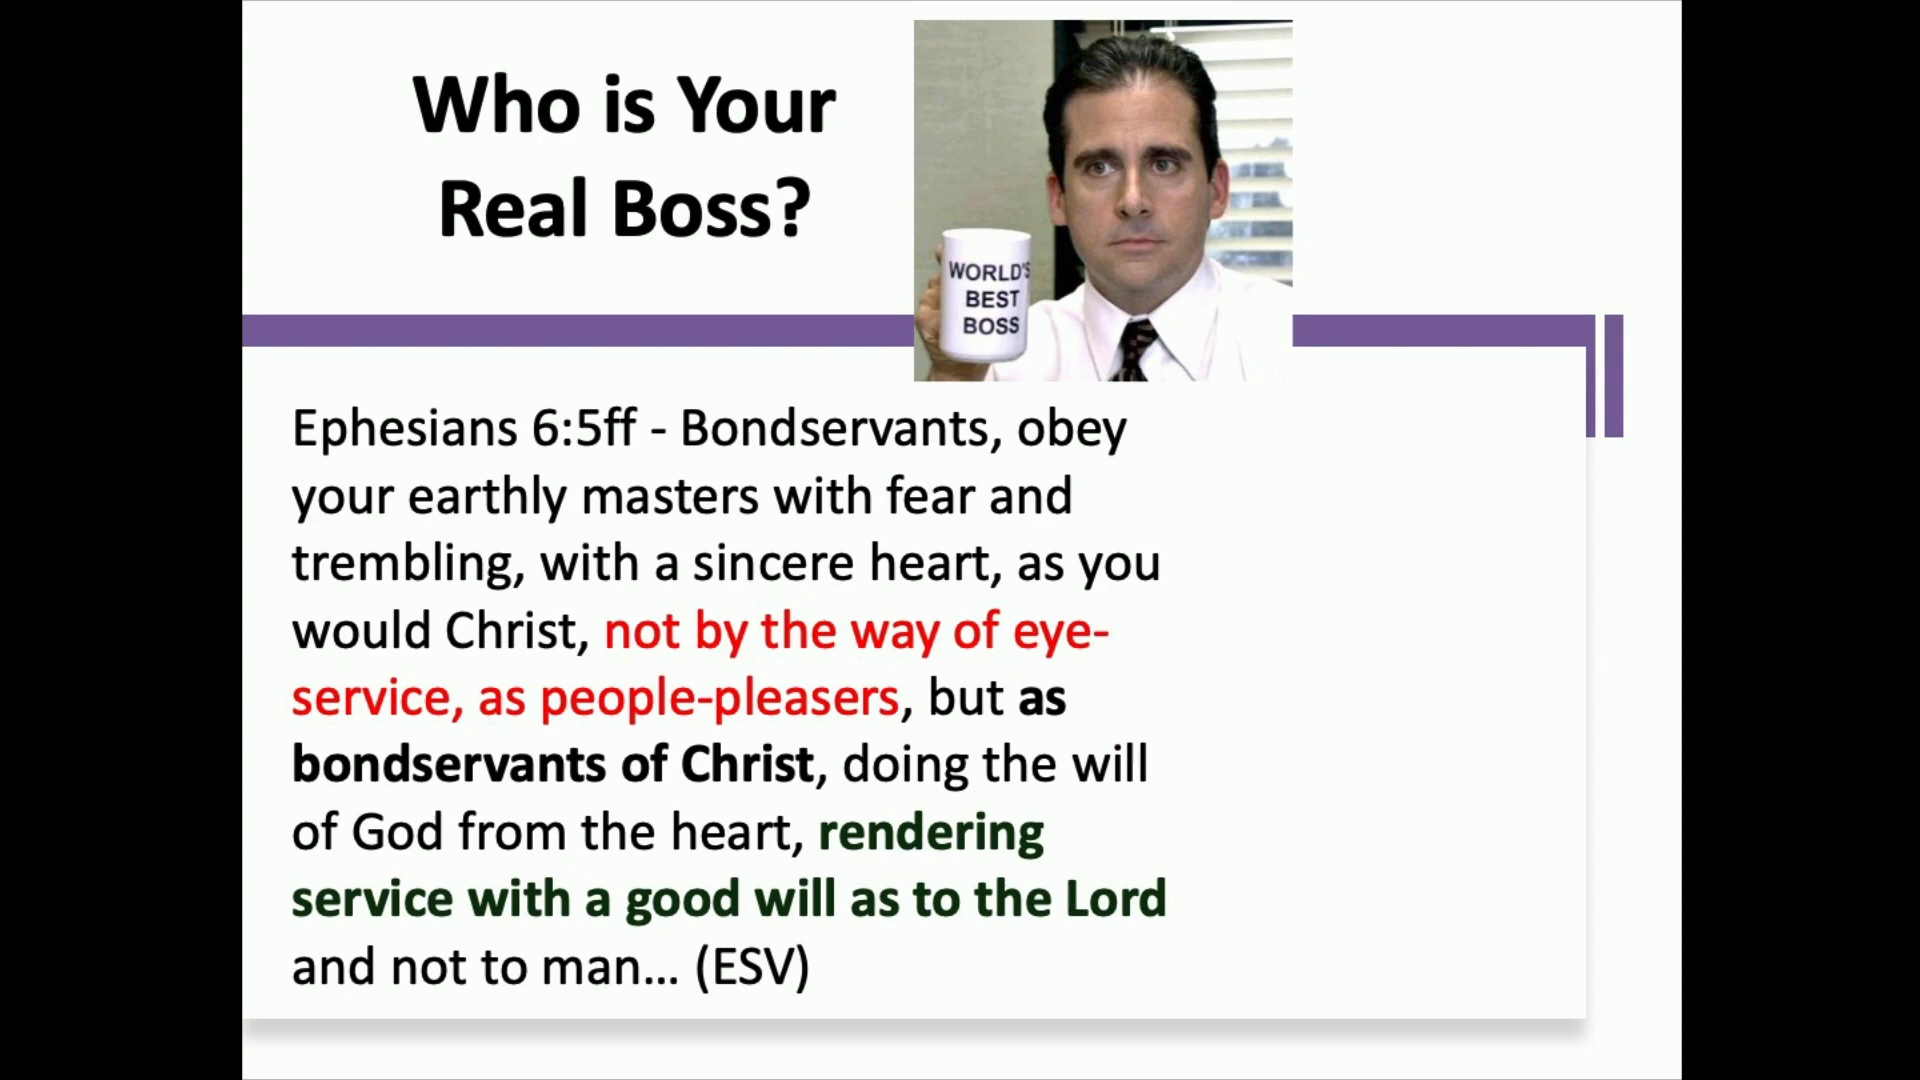 Who is Your
Real Boss?
WORLD'S
BEST
BOSS
Ephesians 6:5ff - Bondservants, obey
your earthly masters with fear and
trembling, with a sincere heart, as you
would Christ, not by the way of eye-
service, as people-pleasers, but as
bondservants of Christ, doing the will
of God from the heart, rendering
service with a good will as to the Lord
and not to man... (ESV)